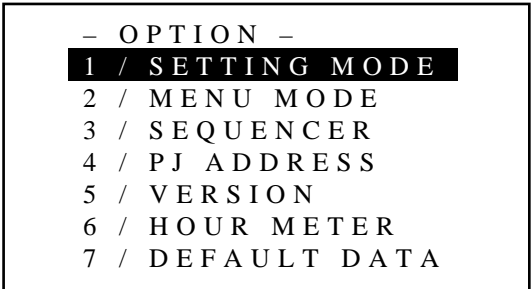 – OPTION –
1 / SETTING MODE
2 / MENU MODE
3 / SEQUENCER
4 / PJ ADDRESS
5 / VERSION
6 / HOUR METER
7 / DEFAULT DATA